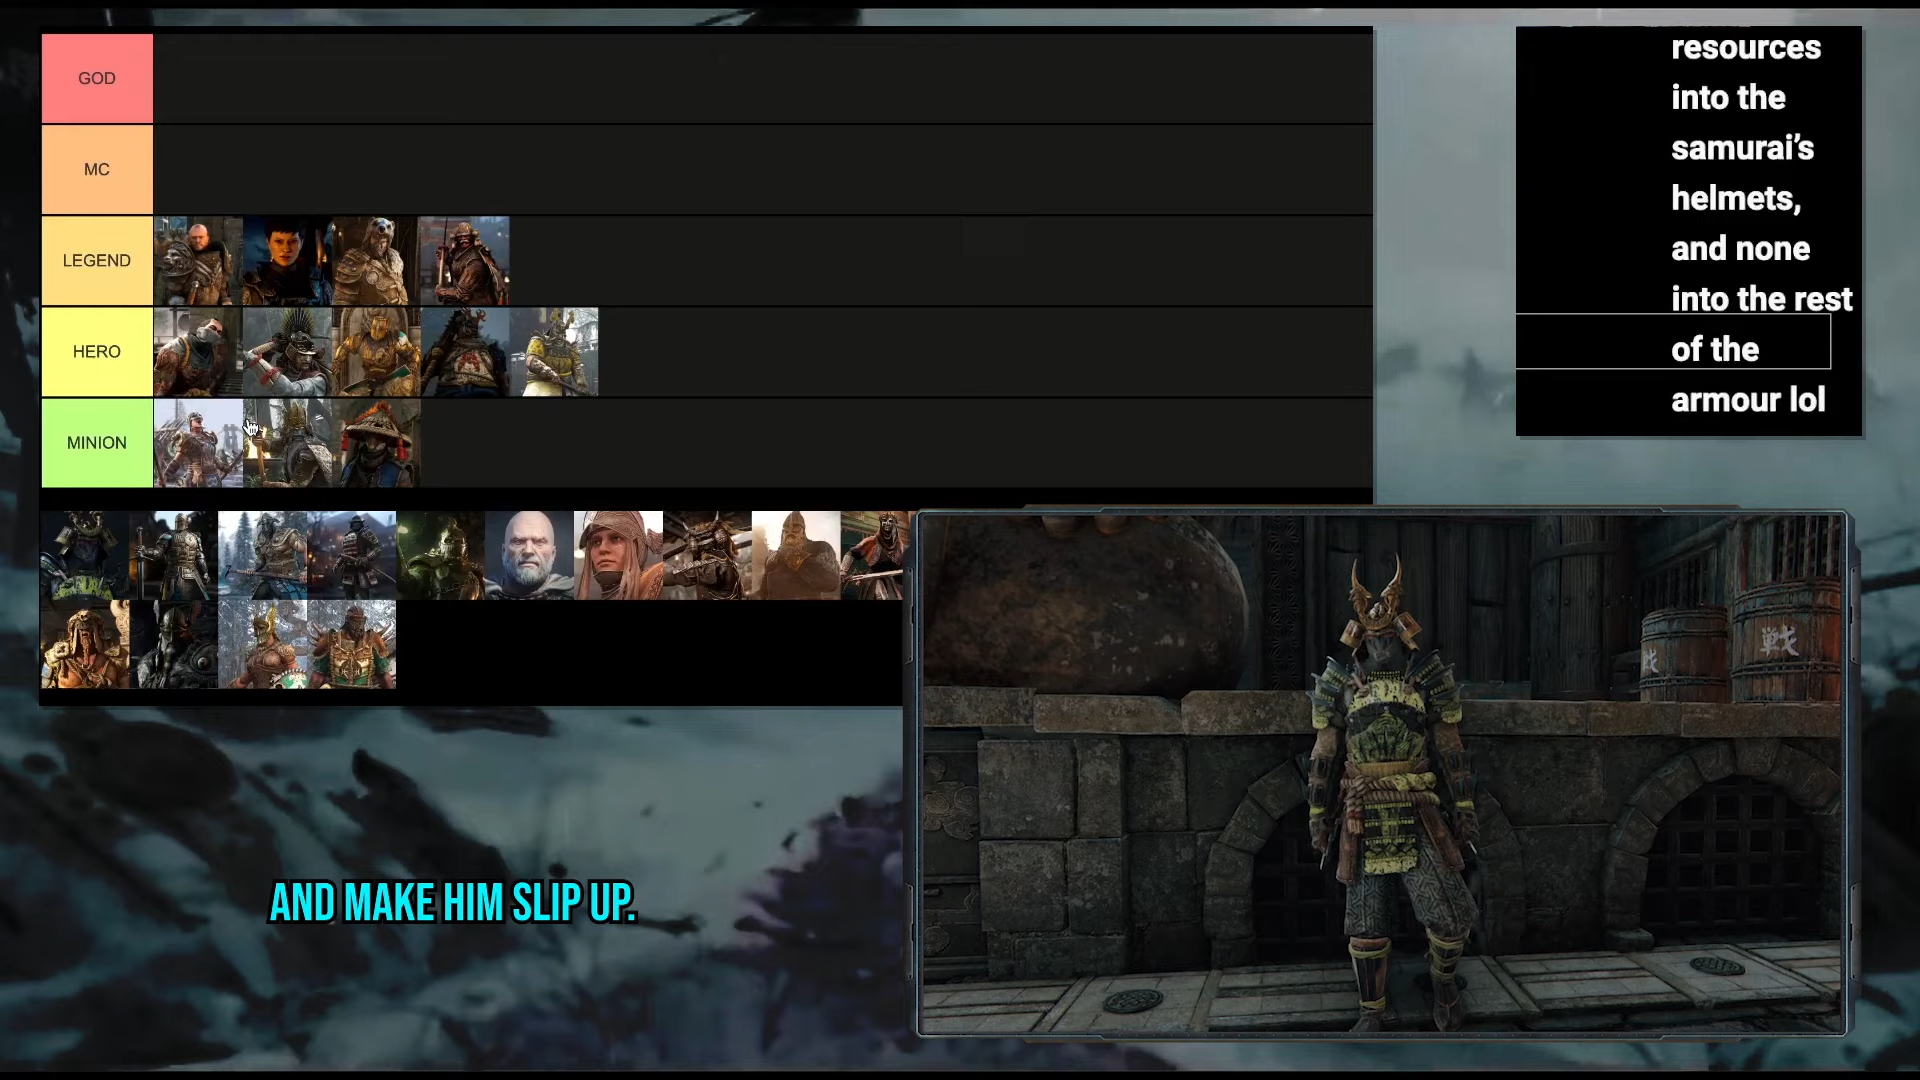 GOD
MC
LEGEND
HERO
MINION
resources
into the
samurai's
helmets,
and none
into the rest
of the
armour lol
戦
戦
AND MAKE HIM SLIP UP.